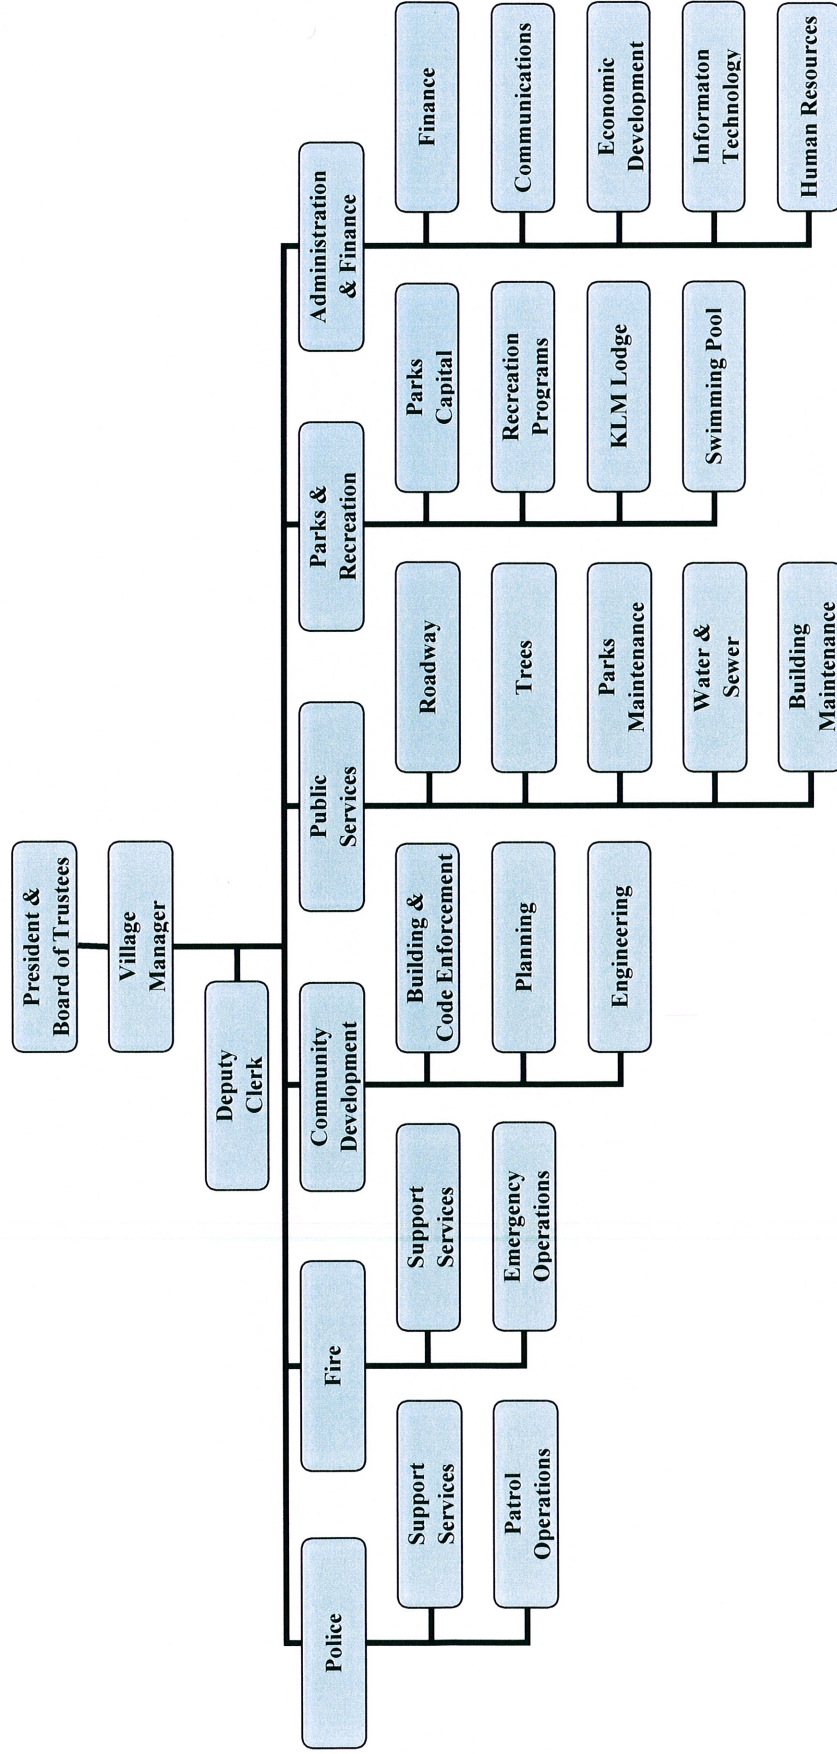 President &
Board of Trustees
Village
Manager
Deputy
Clerk
Police
Support
Services
Patrol
Operations
Fire
Support
Services
Emergency
Operations
Community
Development
Building &
Code Enforcement
Planning
Engineering
Public
Services
Roadway
Trees
Parks
Maintenance
Water &
Sewer
Building
Maintenance
Parks &
Recreation
Parks
Capital
Recreation
Programs
KLM Lodge
Swimming Pool
Administration
& Finance
Finance
Communications
Economic
Development
Informaton
Technology
Human Resources